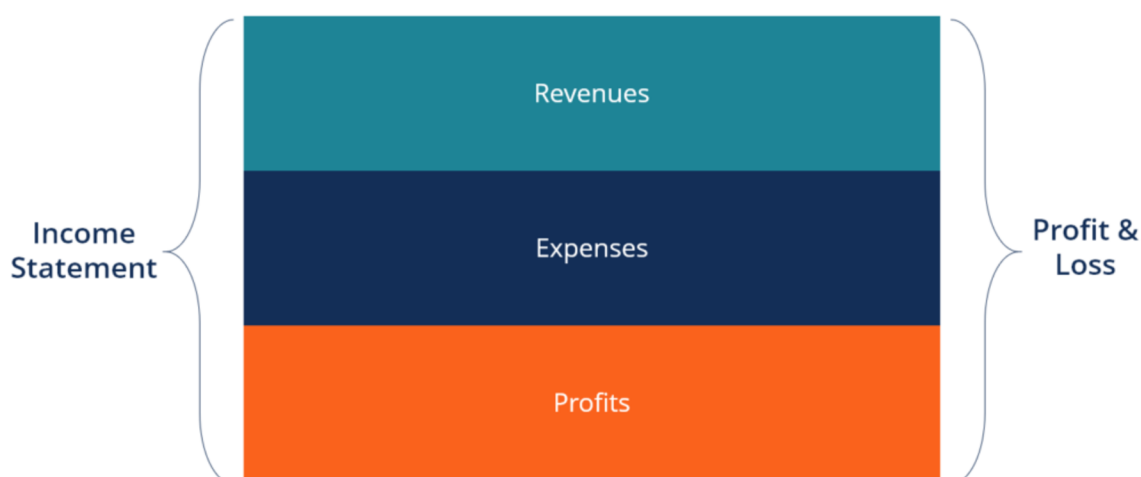 Revenues
Income
Statement
Expenses
Profit &
Loss
Profits